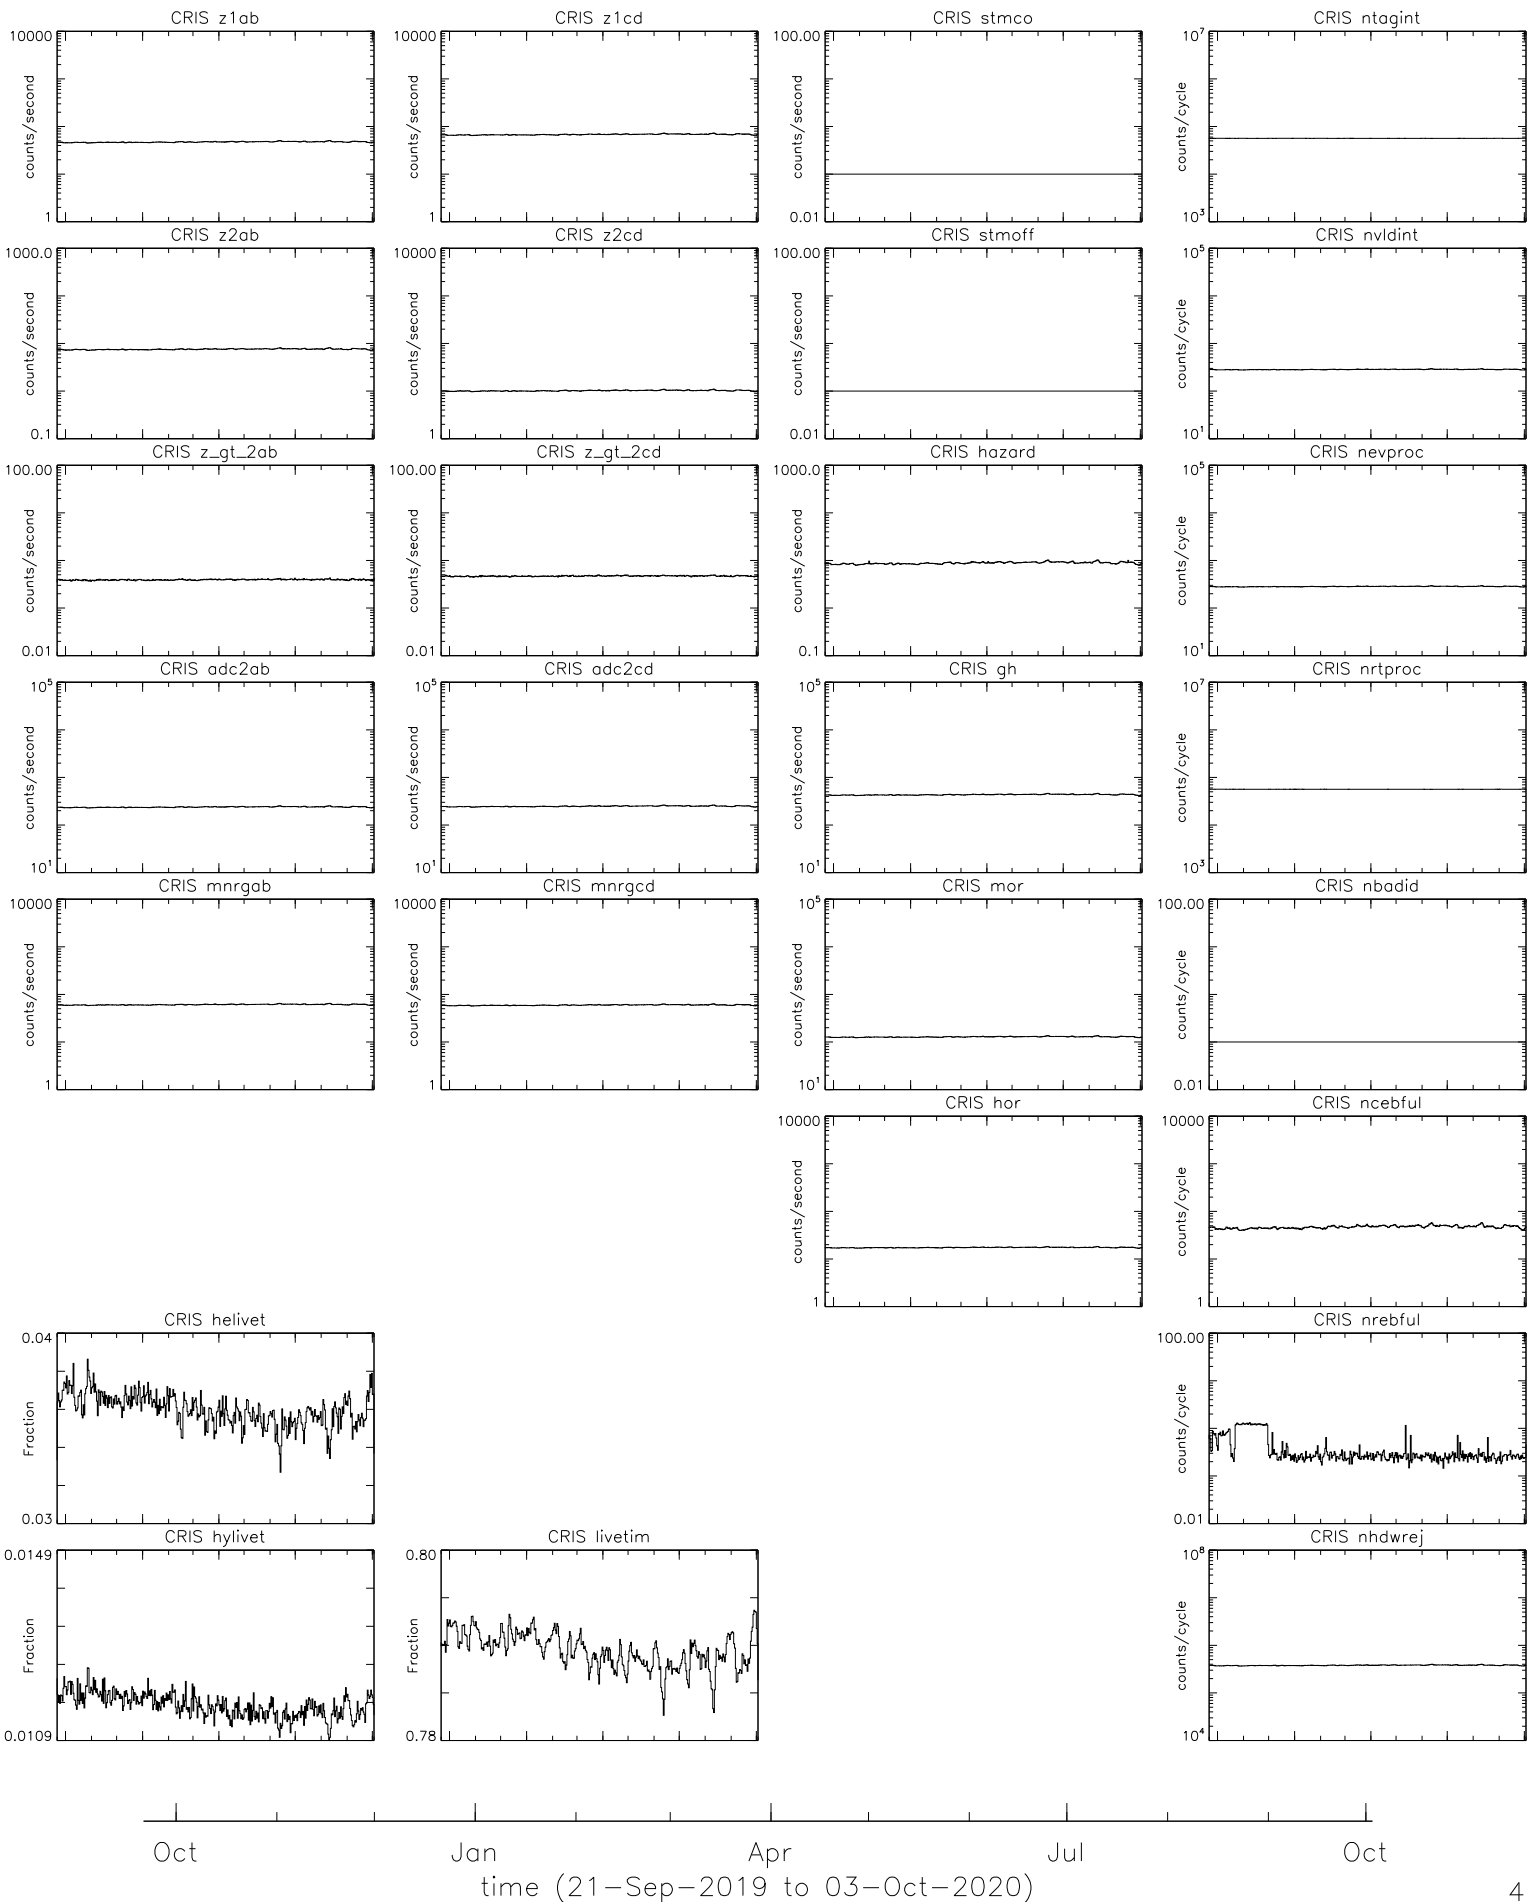 CRIS z1ab
CRIS z1cd
CRIS stmco
CRIS ntagint
10000
counts/second
1
10000
counts/second
1
100.00
counts/second
0.01
10⁷
counts/cycle
10³
CRIS z2ab
CRIS z2cd
CRIS stmoff
CRIS nvldint
1000.0
counts/second
0.1
10000
counts/second
1
100.00
counts/second
0.01
10⁵
counts/cycle
10¹
CRIS z_gt_2ab
CRIS z_gt_2cd
CRIS hazard
CRIS nevproc
100.00
counts/second
0.01
100.00
counts/second
0.01
1000.0
counts/second
0.1
10⁵
counts/cycle
10¹
CRIS adc2ab
CRIS adc2cd
CRIS gh
CRIS nrtproc
10⁵
counts/second
10¹
10⁵
counts/second
10¹
10⁵
counts/second
10¹
10⁷
counts/cycle
10³
CRIS mnrgab
CRIS mnrgcd
CRIS mor
CRIS nbadid
10000
counts/second
1
10000
counts/second
1
10⁵
counts/second
10¹
100.00
counts/cycle
0.01
CRIS hor
CRIS ncebful
10000
counts/second
1
10000
counts/cycle
1
CRIS helivet
CRIS nrebful
0.04
Fraction
0.03
100.00
counts/cycle
0.01
CRIS hylivet
CRIS livetim
CRIS nhdwrej
0.0149
Fraction
0.0109
0.80
Fraction
0.78
10⁸
counts/cycle
10⁴
Oct
Jan
Apr
Jul
Oct
time (21-Sep-2019 to 03-Oct-2020)
4